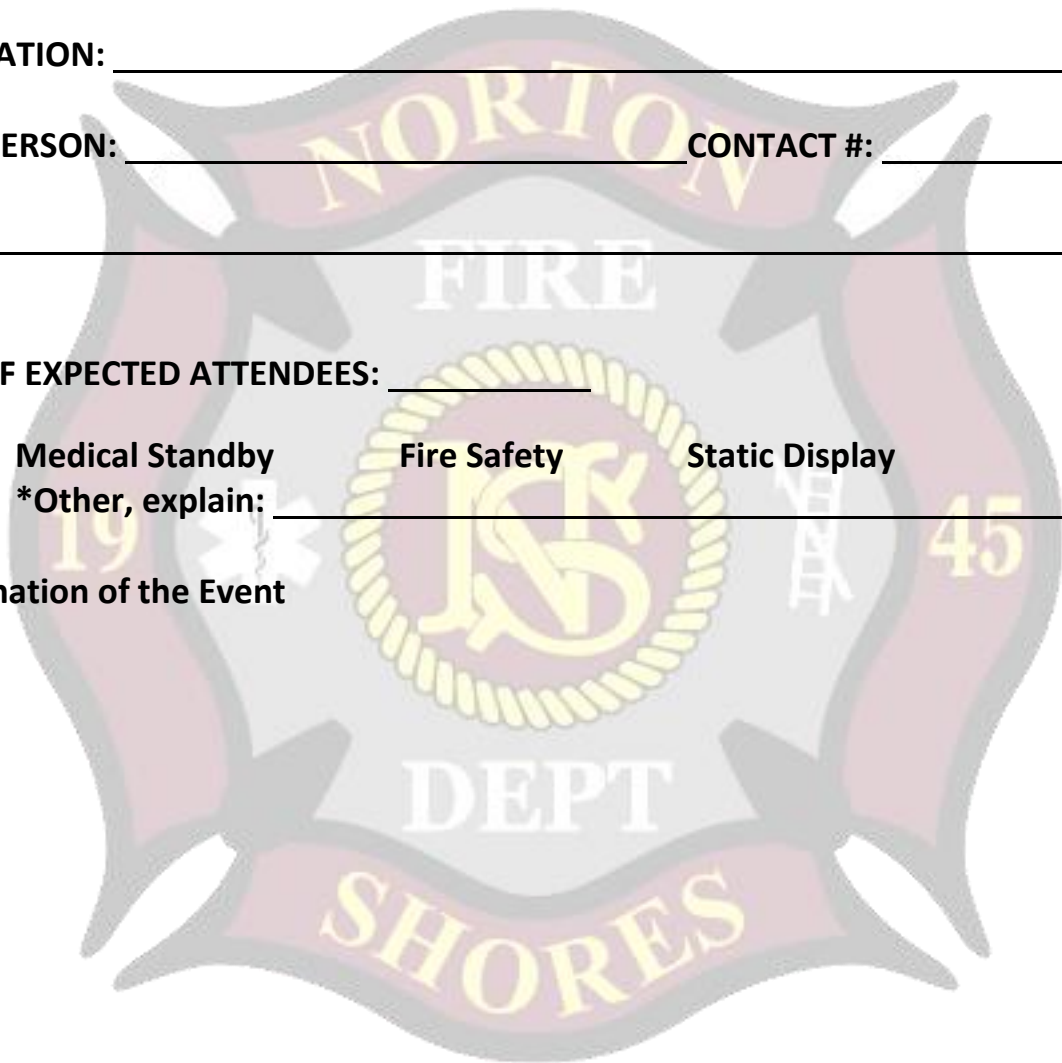 ATION:
ERSON: CONTACT #:
F EXPECTED ATTENDEES:
Medical Standby Fire Safety Static Display
*Other, explain:
nation of the Event
NORTON
FIRE
NS
19 45
DEPT
SHORES